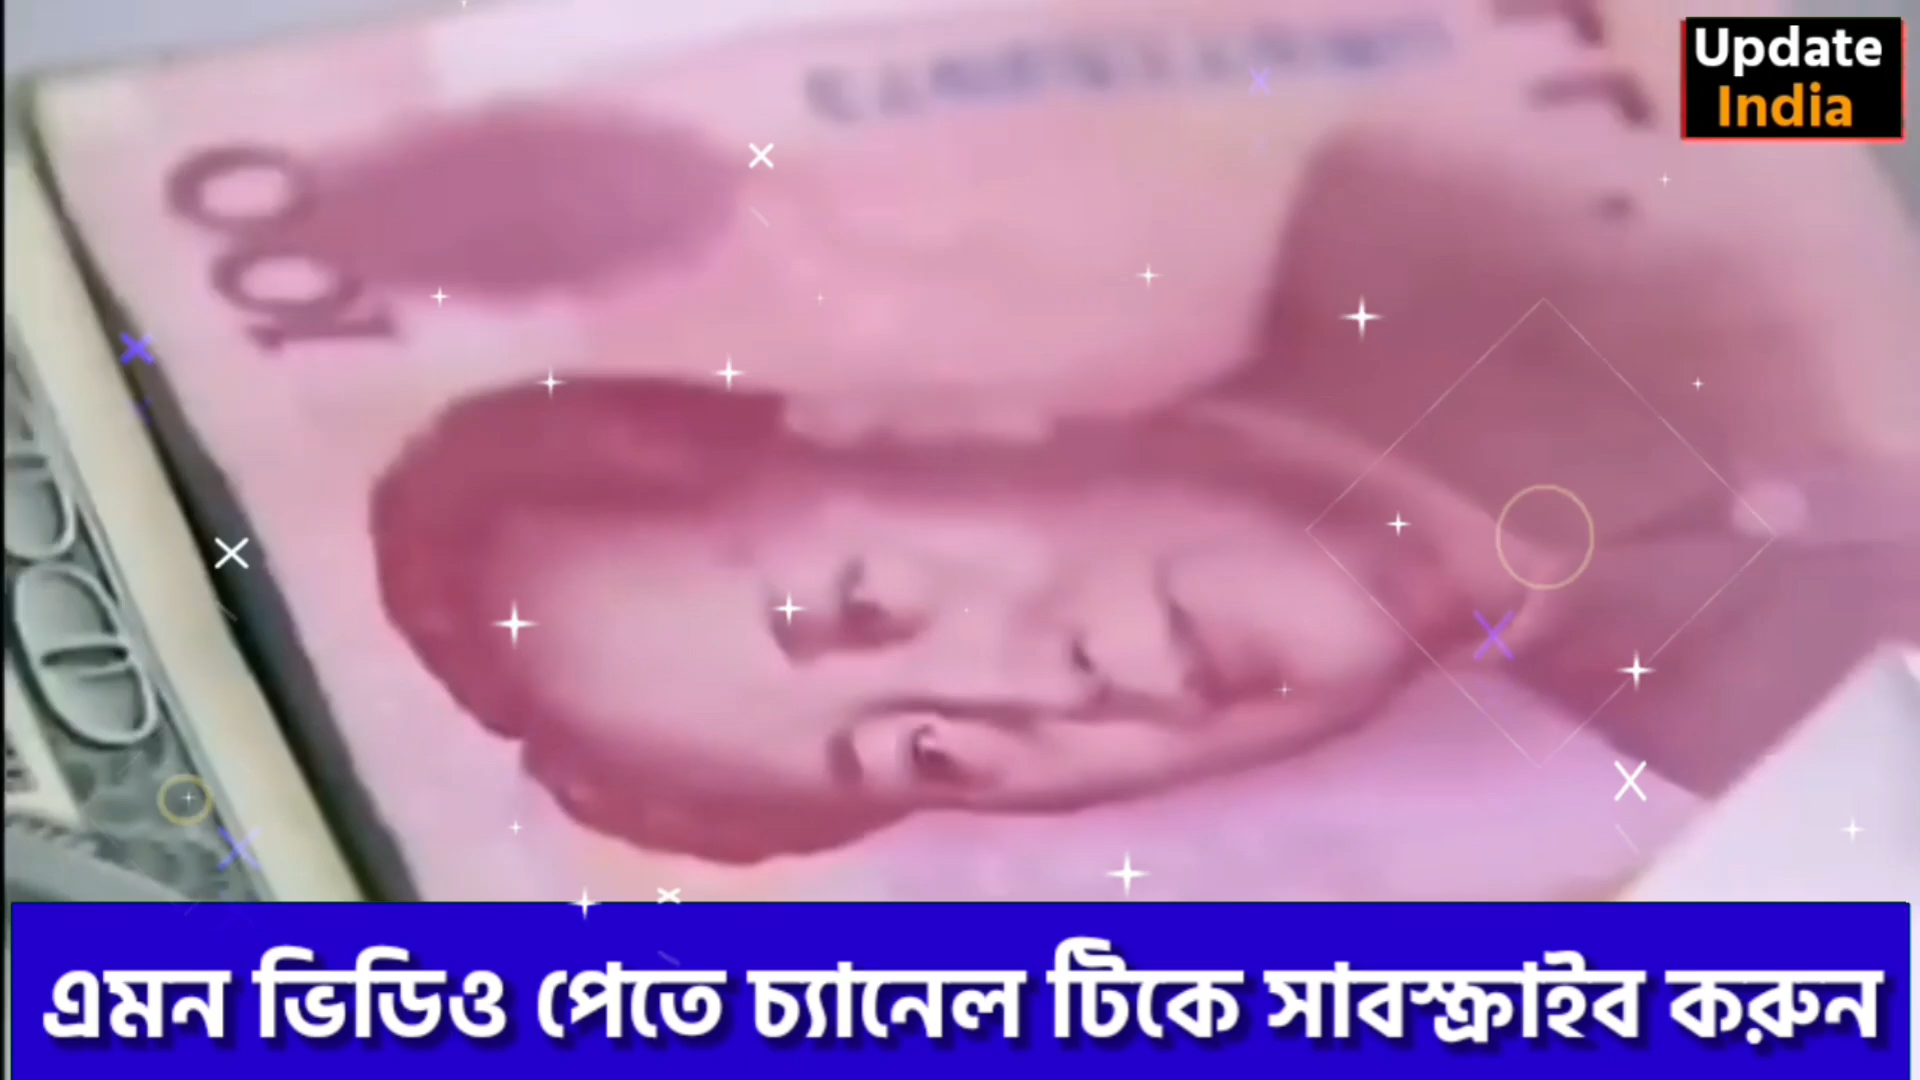 Update
India
100
এমন ভিডিও পেতে চ্যানেল টিকে সাবস্ক্রাইব করুন